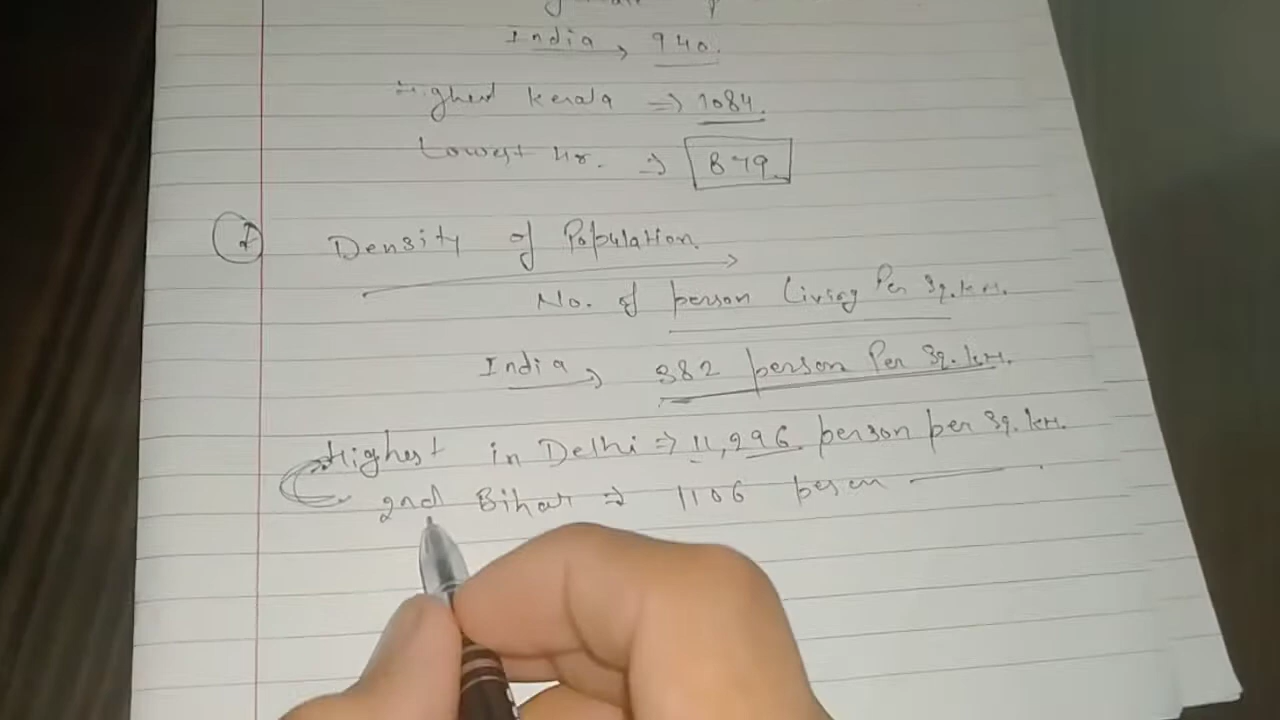 India → 940.
Highest Kerala ⇒ 1084.
Lowest Hr. ⇒ 879
7 Density of Population.
No. of person living Per Sq.km.
India → 382 person Per Sq.km.
Highest in Delhi ⇒ 11,296 person per Sq.km.
2nd Bihar ⇒ 1106 person